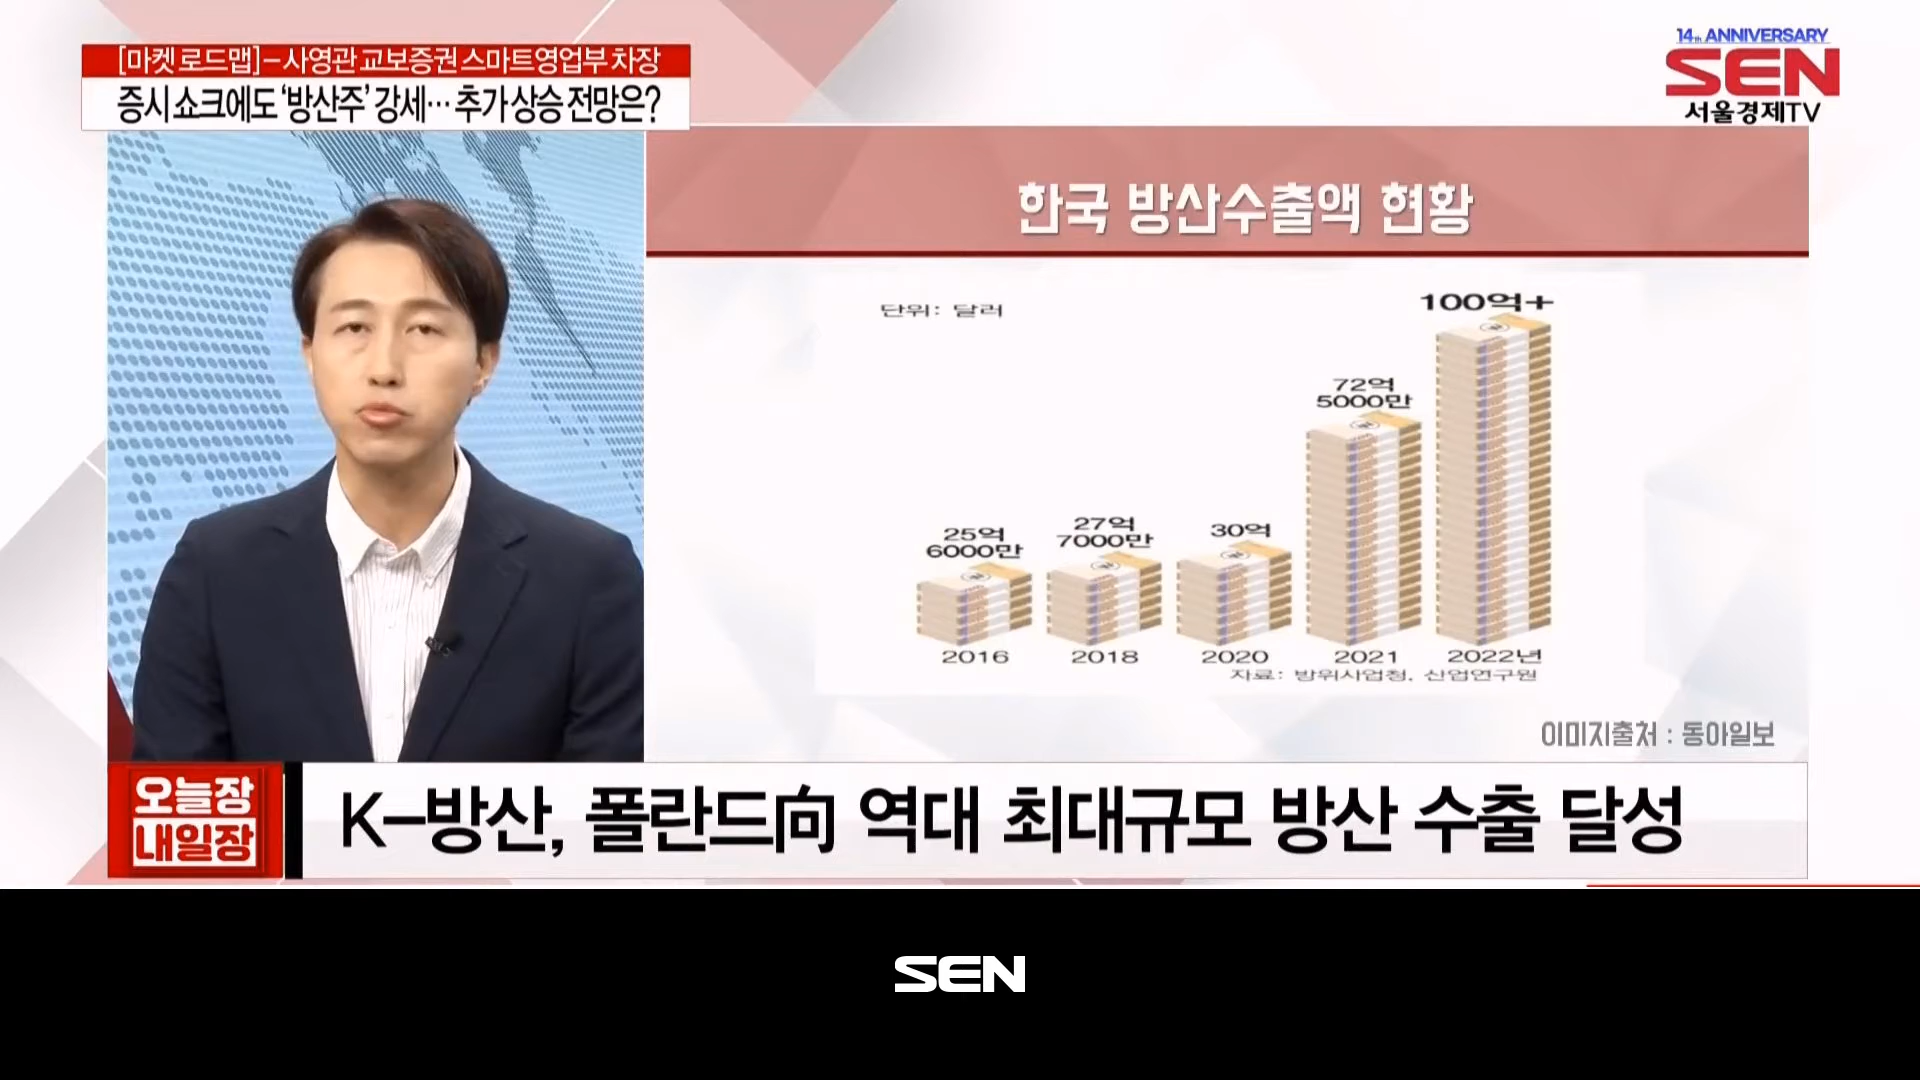 [마켓 로드맵] - 사영관 교보증권 스마트영업부 차장
증시 쇼크에도 ‘방산주’ 강세… 추가 상승 전망은?
14th ANNIVERSARY
SEN
서울경제TV
한국 방산수출액 현황
단위: 달러
25억
6000만
27억
7000만
30억
72억
5000만
100억+
2016
2018
2020
2021
2022년
자료: 방위사업청, 산업연구원
이미지출처 : 동아일보
오늘장
내일장
K-방산, 폴란드向 역대 최대규모 방산 수출 달성
SEN